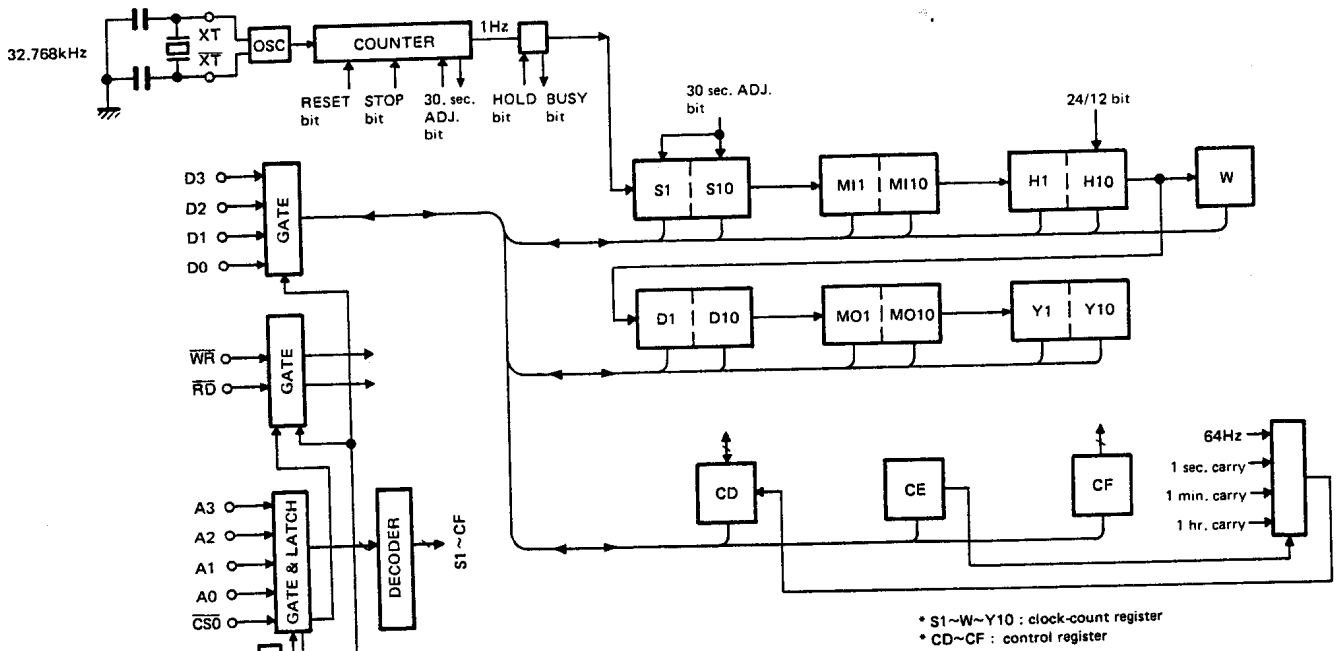 32.768kHz
XT
XT
OSC
COUNTER
1Hz
RESET bit
STOP bit
30. sec. ADJ. bit
HOLD bit
BUSY bit
30 sec. ADJ. bit
24/12 bit
S1 S10
MI1 MI10
H1 H10
W
D3
D2
D1
D0
GATE
D1 D10
MO1 MO10
Y1 Y10
WR
RD
GATE
CD
CE
CF
64Hz
1 sec. carry
1 min. carry
1 hr. carry
A3
A2
A1
A0
CS0
GATE & LATCH
DECODER
S1~CF
* S1~W~Y10 : clock-count register
* CD~CF : control register